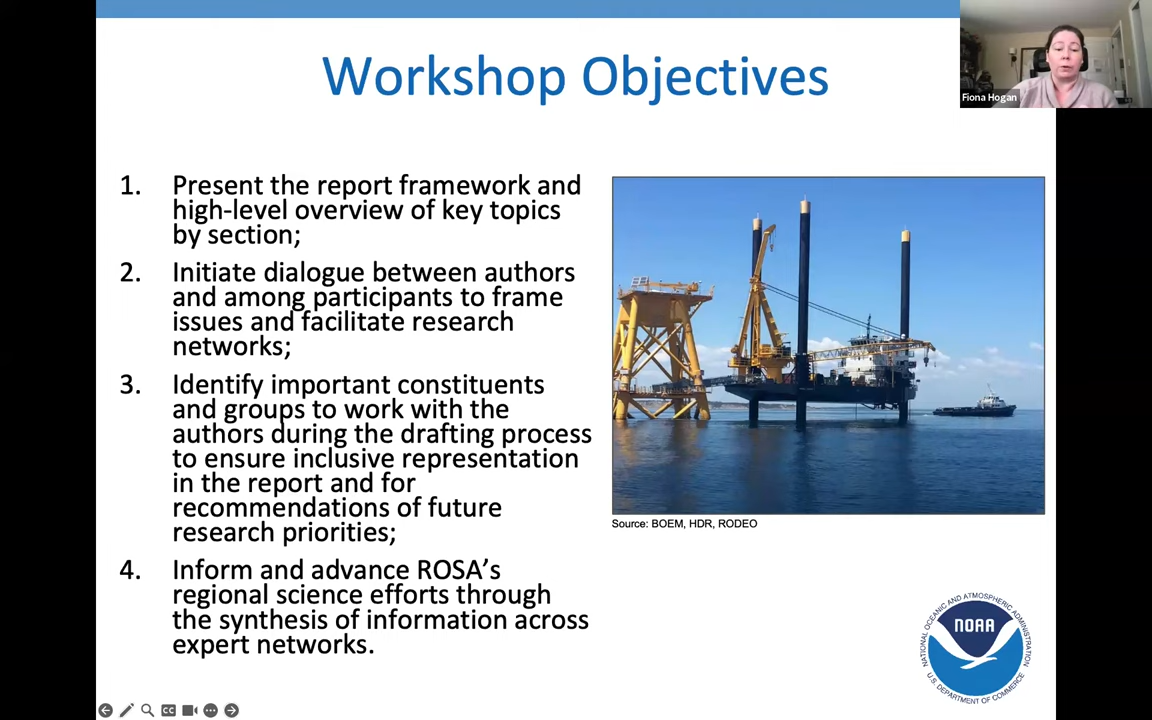 Workshop Objectives
Fiona Hogan
1. Present the report framework and
high-level overview of key topics
by section;
2. Initiate dialogue between authors
and among participants to frame
issues and facilitate research
networks;
3. Identify important constituents
and groups to work with the
authors during the drafting process
to ensure inclusive representation
in the report and for
recommendations of future
research priorities;
4. Inform and advance ROSA’s
regional science efforts through
the synthesis of information across
expert networks.
Source: BOEM, HDR, RODEO
NATIONAL OCEANIC AND ATMOSPHERIC ADMINISTRATION
NOAA
U.S. DEPARTMENT OF COMMERCE
CC